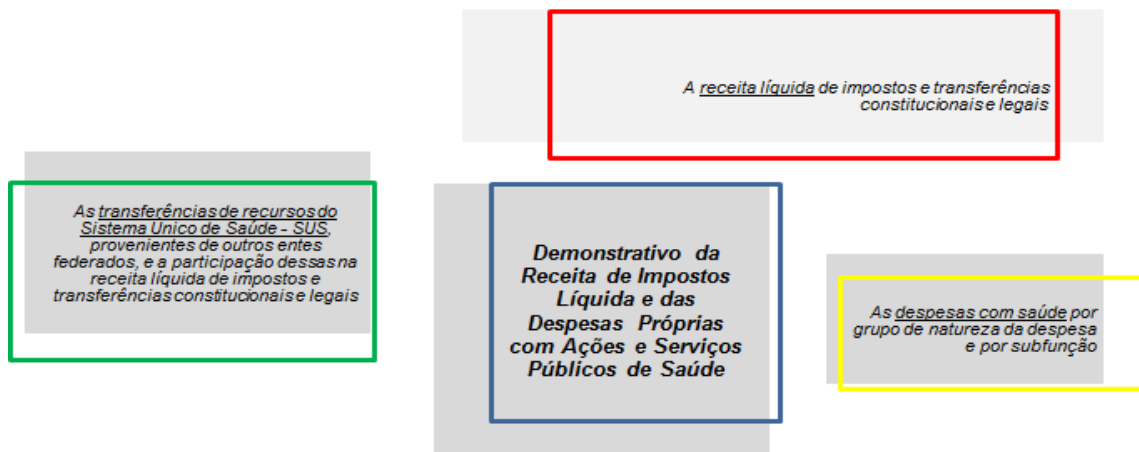 A receita líquida de impostos e transferências
constitucionais e legais
As transferências de recursos do
Sistema Único de Saúde - SUS,
provenientes de outros entes
federados, e a participação dessas na
receita líquida de impostos e
transferências constitucionais e legais
Demonstrativo da
Receita de Impostos
Líquida e das
Despesas Próprias
com Ações e Serviços
Públicos de Saúde
As despesas com saúde por
grupo de natureza da despesa
e por subfunção